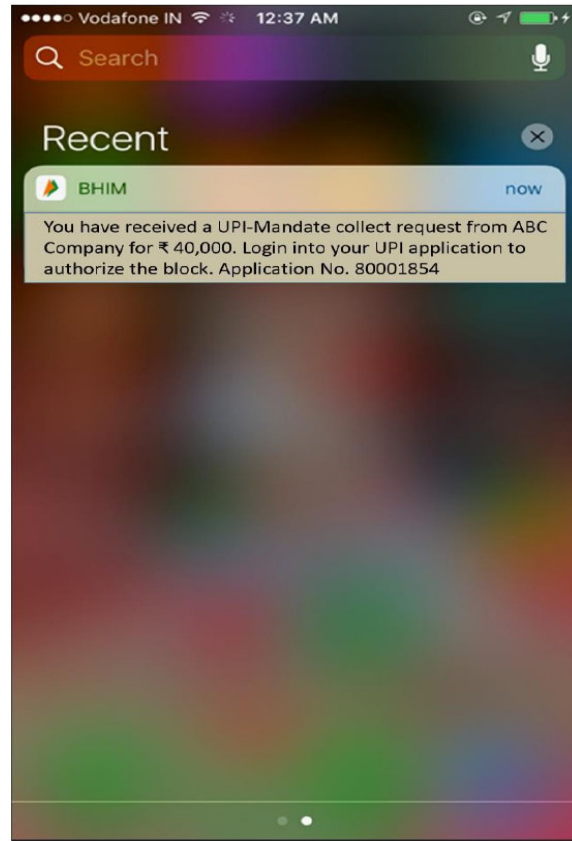 Vodafone IN 12:37 AM
Search
Recent
BHIM now
You have received a UPI-Mandate collect request from ABC
Company for ₹ 40,000. Login into your UPI application to
authorize the block. Application No. 80001854